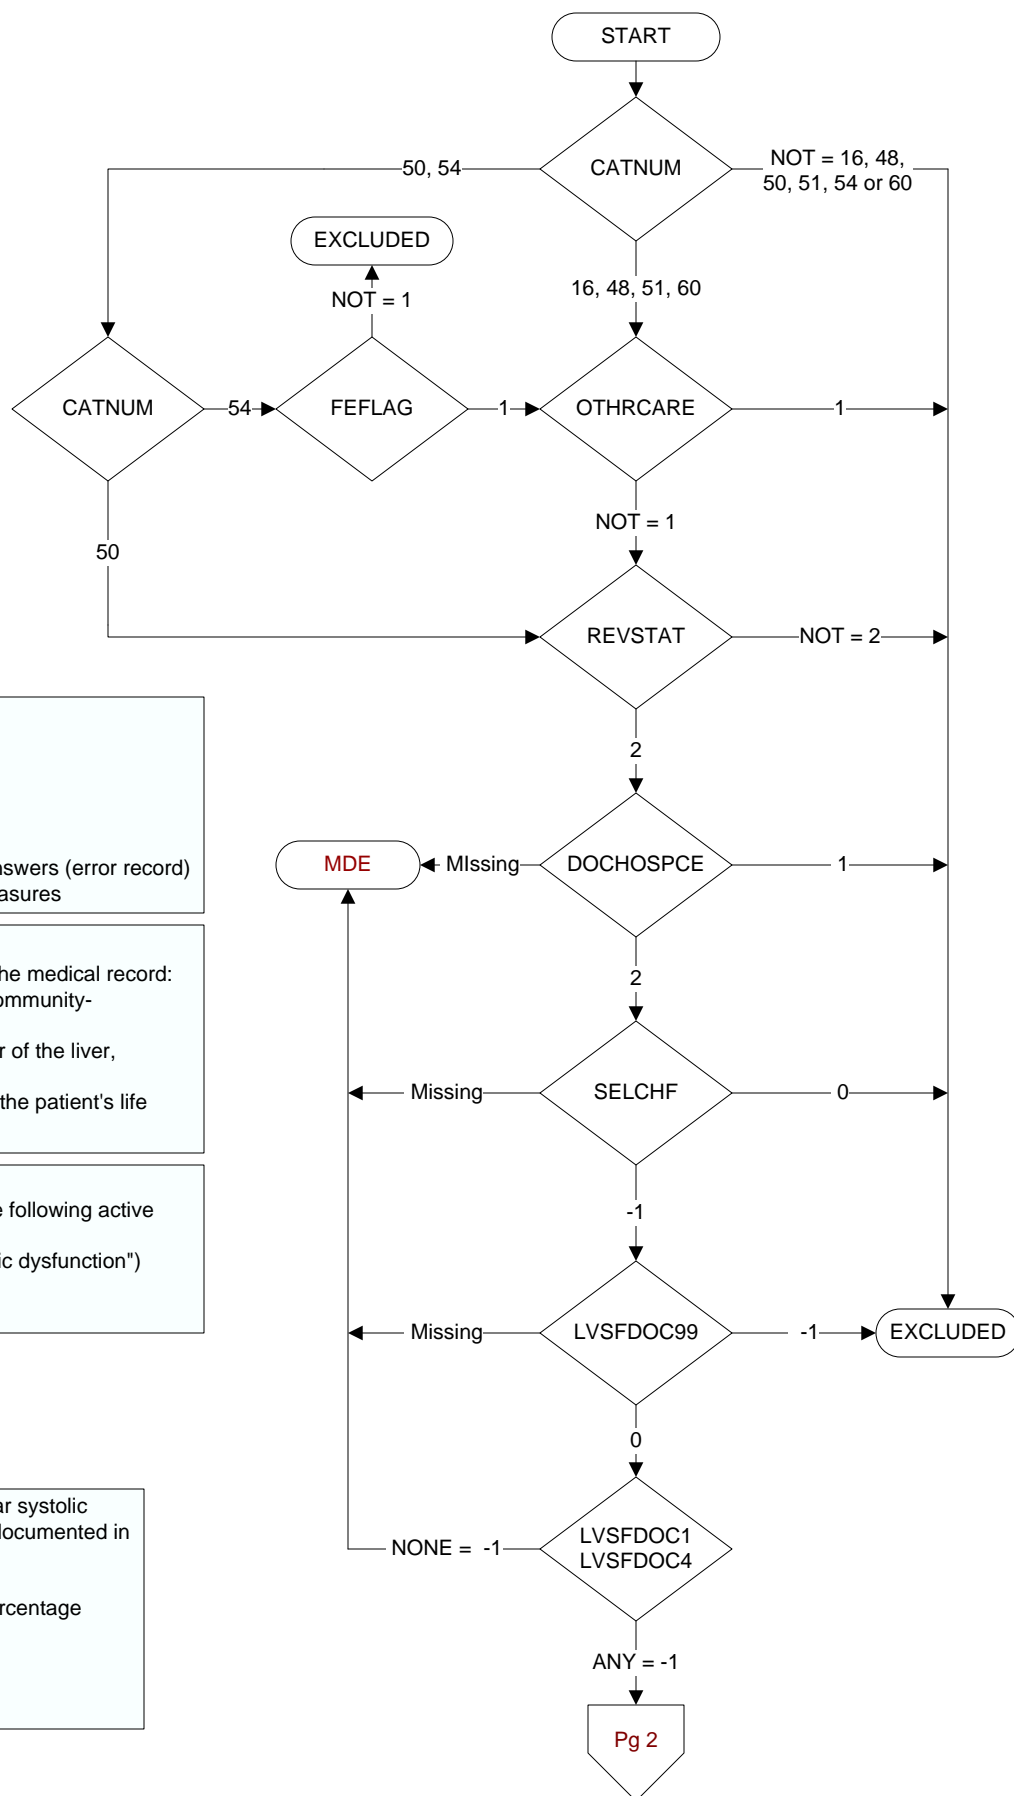 START
CATNUM
50, 54
NOT = 16, 48,
50, 51, 54 or 60
EXCLUDED
NOT = 1
16, 48, 51, 60
CATNUM
54
FEFLAG
1
OTHRCARE
1
NOT = 1
50
REVSTAT
NOT = 2
2
nswers (error record)
asures
MDE
MIssing
DOCHOSPCE
1
he medical record:
ommunity-
r of the liver,
the patient's life
2
Missing
SELCHF
0
e following active
ic dysfunction")
-1
Missing
LVSFDOC99
-1
EXCLUDED
0
ar systolic
documented in
rcentage
NONE = -1
LVSFDOC1
LVSFDOC4
ANY = -1
Pg 2